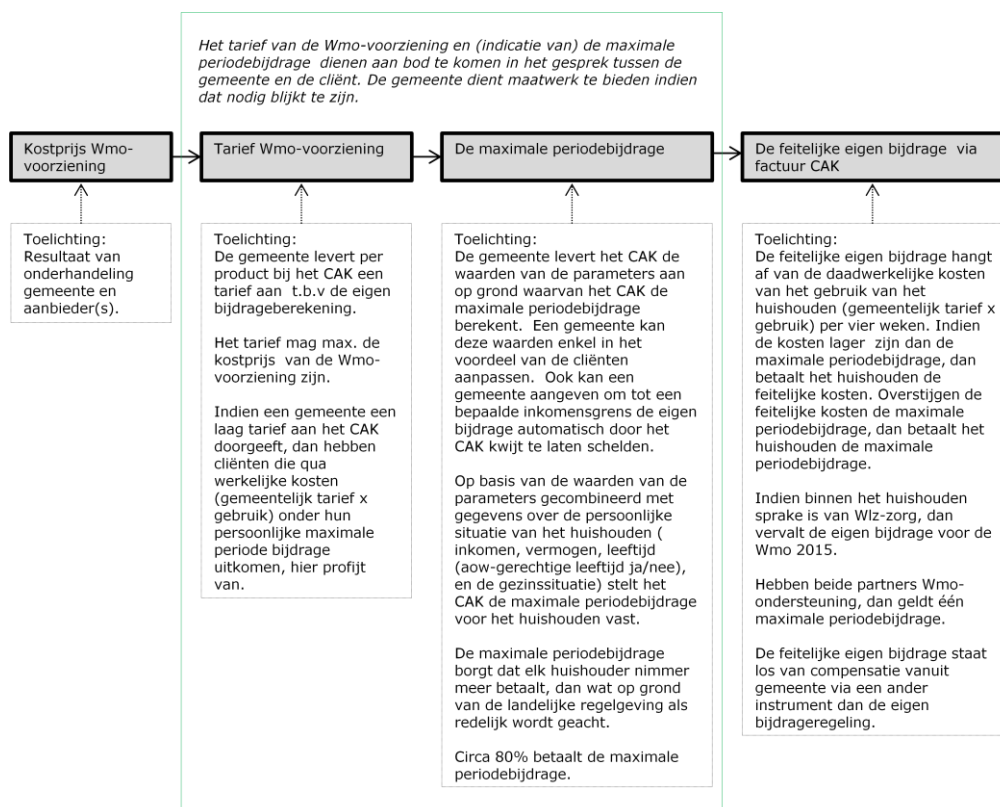 Het tarief van de Wmo-voorziening en (indicatie van) de maximale
periodebijdrage dienen aan bod te komen in het gesprek tussen de
gemeente en de cliënt. De gemeente dient maatwerk te bieden indien
dat nodig blijkt te zijn.
Kostprijs Wmo-
voorziening
Tarief Wmo-voorziening
De maximale periodebijdrage
De feitelijke eigen bijdrage via
factuur CAK
Toelichting:
Resultaat van
onderhandeling
gemeente en
aanbieder(s).
Toelichting:
De gemeente levert per
product bij het CAK een
tarief aan t.b.v de eigen
bijdrageberekening.
Het tarief mag max. de
kostprijs van de Wmo-
voorziening zijn.
Indien een gemeente een
laag tarief aan het CAK
doorgeeft, dan hebben
cliënten die qua
werkelijke kosten
(gemeentelijk tarief x
gebruik) onder hun
persoonlijke maximale
periode bijdrage
uitkomen, hier profijt
van.
Toelichting:
De gemeente levert het CAK de
waarden van de parameters aan
op grond waarvan het CAK de
maximale periodebijdrage
berekent. Een gemeente kan
deze waarden enkel in het
voordeel van de cliënten
aanpassen. Ook kan een
gemeente aangeven om tot een
bepaalde inkomensgrens de eigen
bijdrage automatisch door het
CAK kwijt te laten schelden.
Op basis van de waarden van de
parameters gecombineerd met
gegevens over de persoonlijke
situatie van het huishouden (
inkomen, vermogen, leeftijd
(aow-gerechtige leeftijd ja/nee),
en de gezinssituatie) stelt het
CAK de maximale periodebijdrage
voor het huishouden vast.
De maximale periodebijdrage
borgt dat elk huishouder nimmer
meer betaalt, dan wat op grond
van de landelijke regelgeving als
redelijk wordt geacht.
Circa 80% betaalt de maximale
periodebijdrage.
Toelichting:
De feitelijke eigen bijdrage hangt
af van de daadwerkelijke kosten
van het gebruik van het
huishouden (gemeentelijk tarief x
gebruik) per vier weken. Indien
de kosten lager zijn dan de
maximale periodebijdrage, dan
betaalt het huishouden de
feitelijke kosten. Overstijgen de
feitelijke kosten de maximale
periodebijdrage, dan betaalt het
huishouden de maximale
periodebijdrage.
Indien binnen het huishouden
sprake is van Wlz-zorg, dan
vervalt de eigen bijdrage voor de
Wmo 2015.
Hebben beide partners Wmo-
ondersteuning, dan geldt één
maximale periodebijdrage.
De feitelijke eigen bijdrage staat
los van compensatie vanuit
gemeente via een ander
instrument dan de eigen
bijdrageregeling.